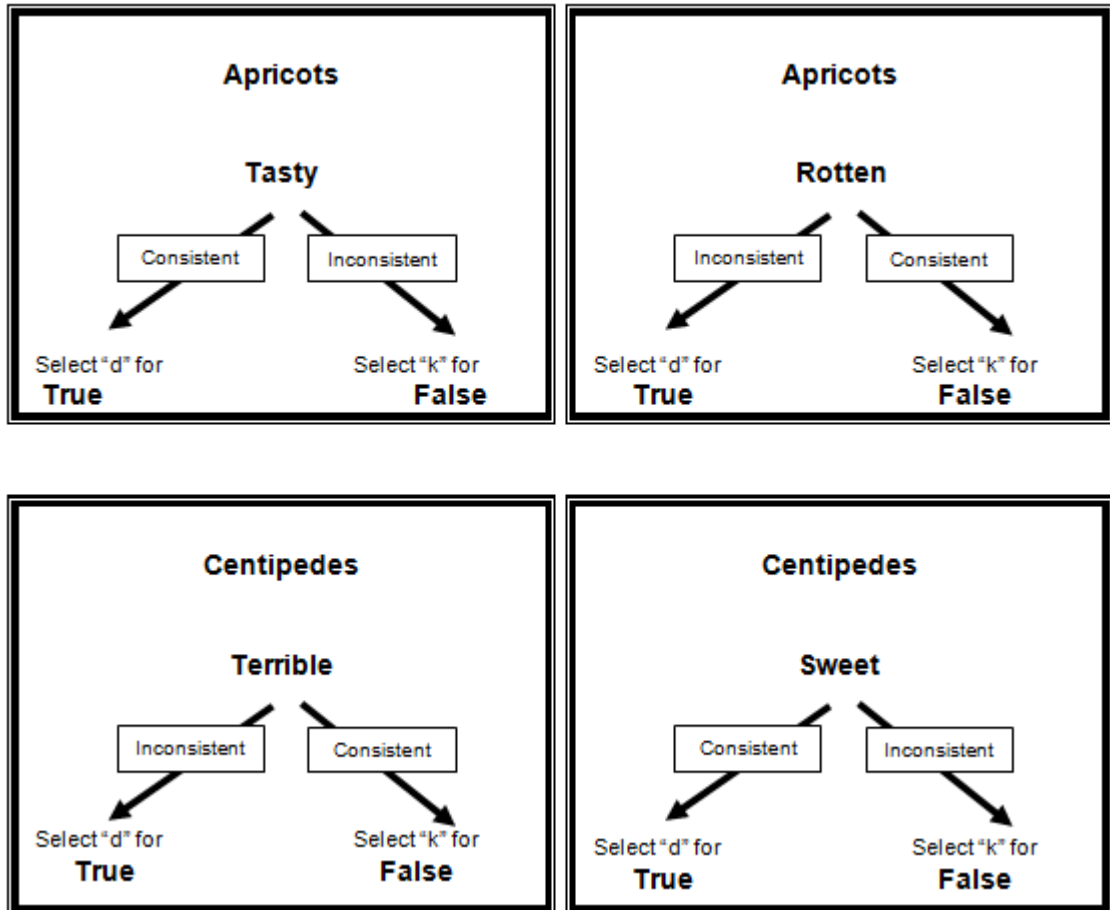 Apricots
Tasty
Consistent Inconsistent
Select “d” for Select “k” for
True False
Apricots
Rotten
Inconsistent Consistent
Select “d” for Select “k” for
True False
Centipedes
Terrible
Inconsistent Consistent
Select “d” for Select “k” for
True False
Centipedes
Sweet
Consistent Inconsistent
Select “d” for Select “k” for
True False